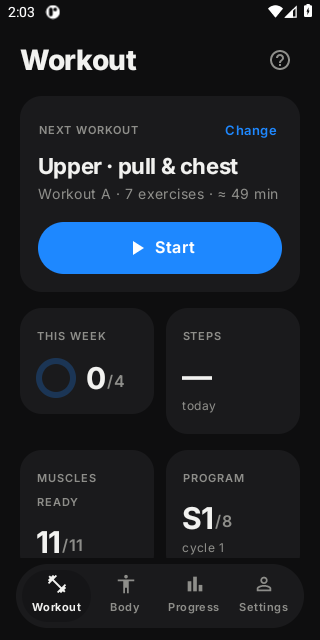 2:03
Workout
NEXT WORKOUT
Change
Upper · pull & chest
Workout A · 7 exercises · ≈ 49 min
Start
THIS WEEK
0/4
STEPS
—
today
MUSCLES
READY
11/11
PROGRAM
S1/8
cycle 1
Workout
Body
Progress
Settings